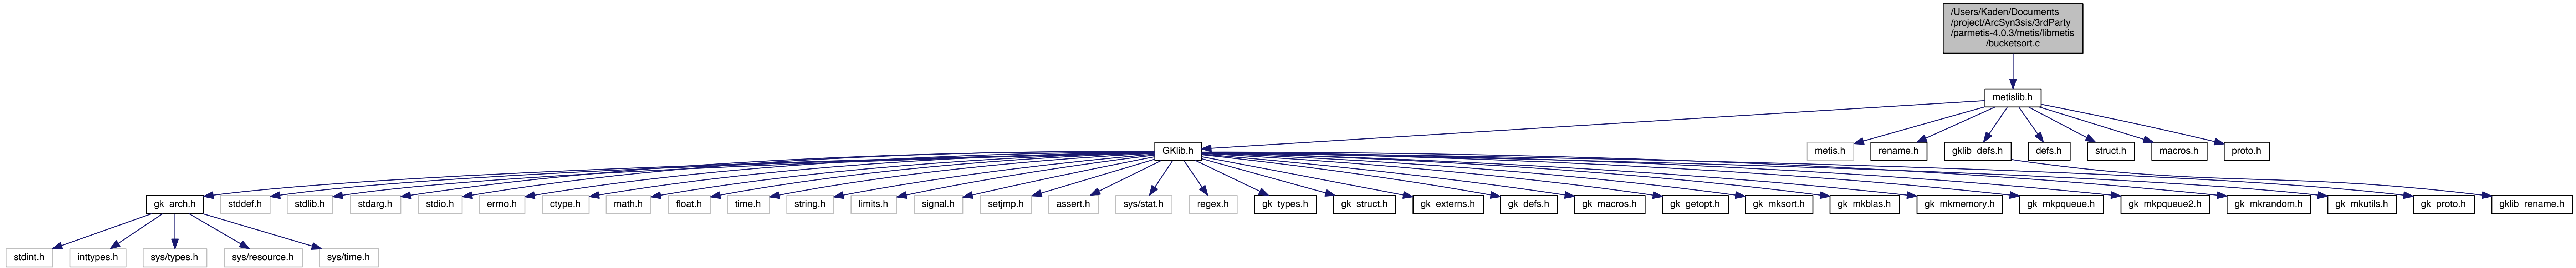 /Users/Kaden/Documents
/project/ArcSyn3sis/3rdParty
/parmetis-4.0.3/metis/libmetis
/bucketsort.c
metislib.h
GKlib.h
metis.h
rename.h
gklib_defs.h
defs.h
struct.h
macros.h
proto.h
gk_arch.h
stddef.h
stdlib.h
stdarg.h
stdio.h
errno.h
ctype.h
math.h
float.h
time.h
string.h
limits.h
signal.h
setjmp.h
assert.h
sys/stat.h
regex.h
gk_types.h
gk_struct.h
gk_externs.h
gk_defs.h
gk_macros.h
gk_getopt.h
gk_mksort.h
gk_mkblas.h
gk_mkmemory.h
gk_mkpqueue.h
gk_mkpqueue2.h
gk_mkrandom.h
gk_mkutils.h
gk_proto.h
gklib_rename.h
stdint.h
inttypes.h
sys/types.h
sys/resource.h
sys/time.h